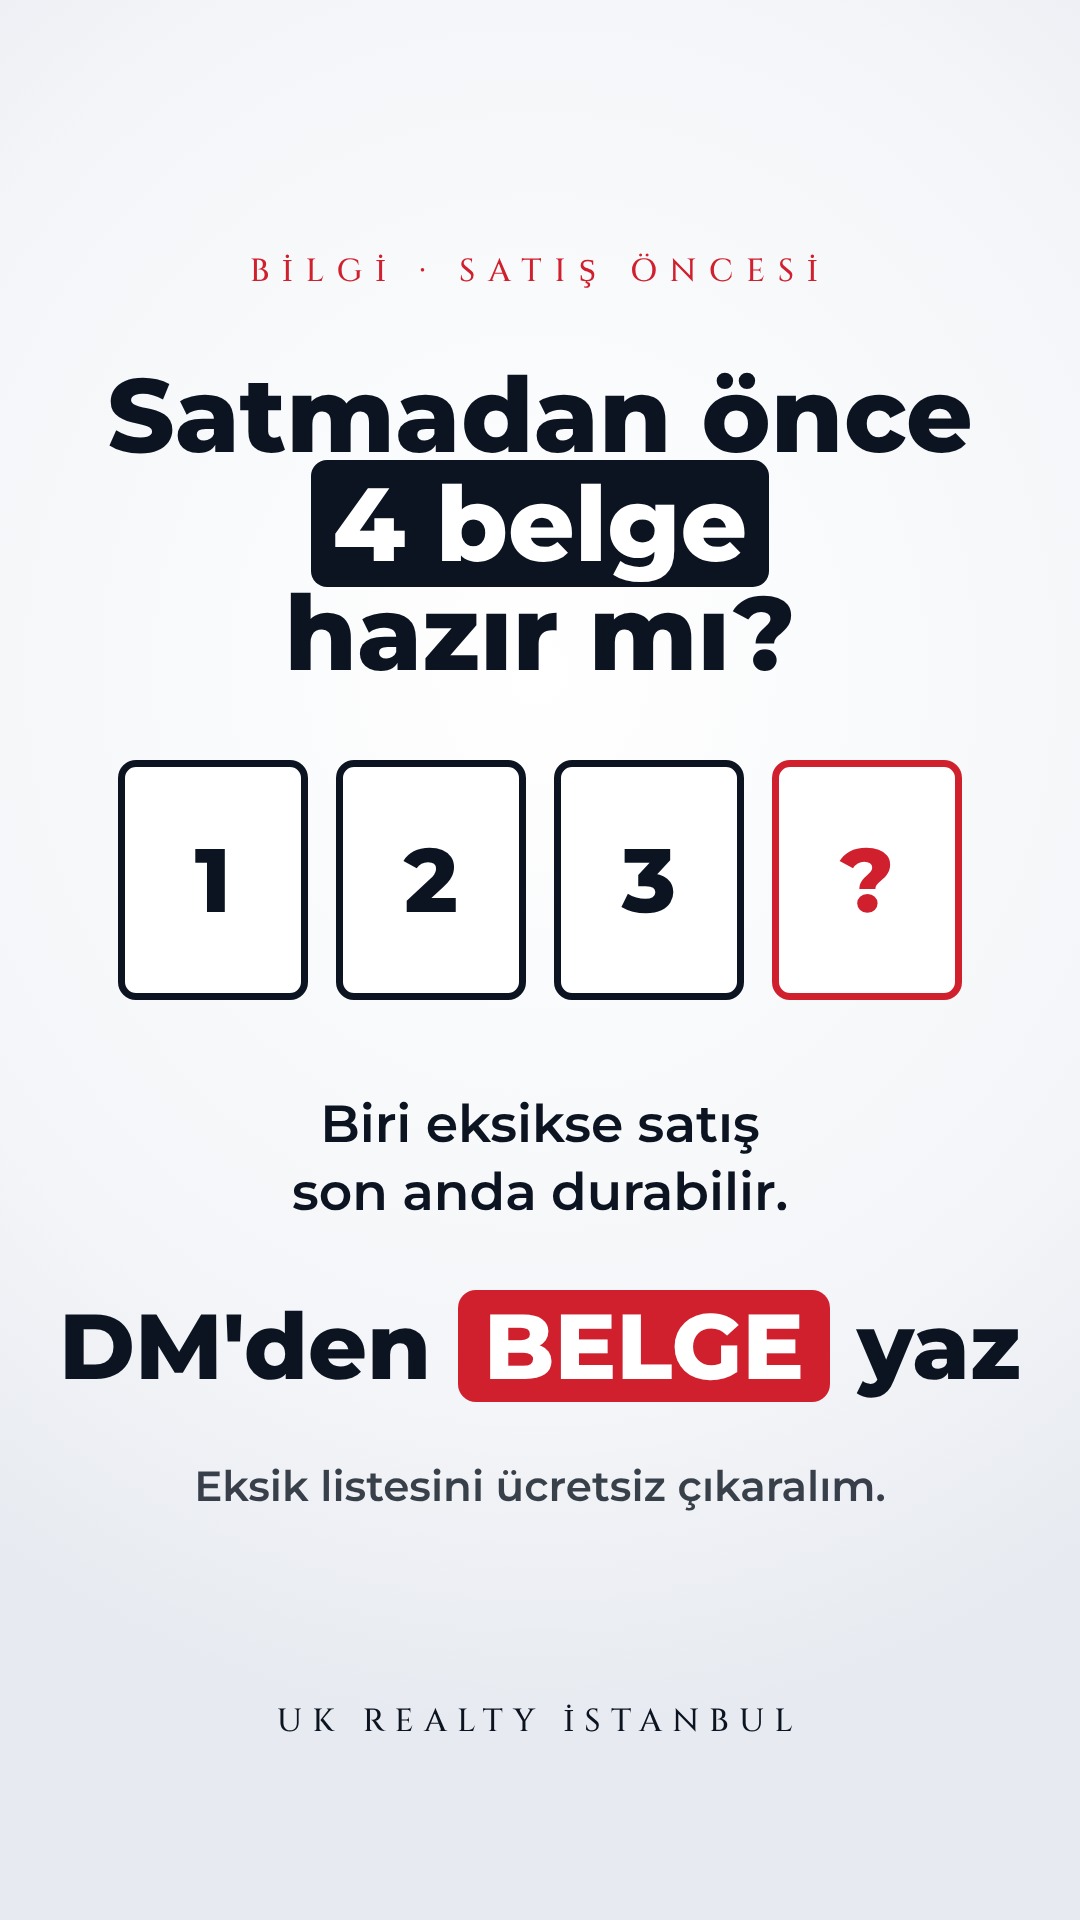 BİLGİ · SATIŞ ÖNCESİ
Satmadan önce
4 belge
hazır mı?
1 2 3 ?
Biri eksikse satış
son anda durabilir.
DM'den BELGE yaz
Eksik listesini ücretsiz çıkaralım.
UK REALTY İSTANBUL